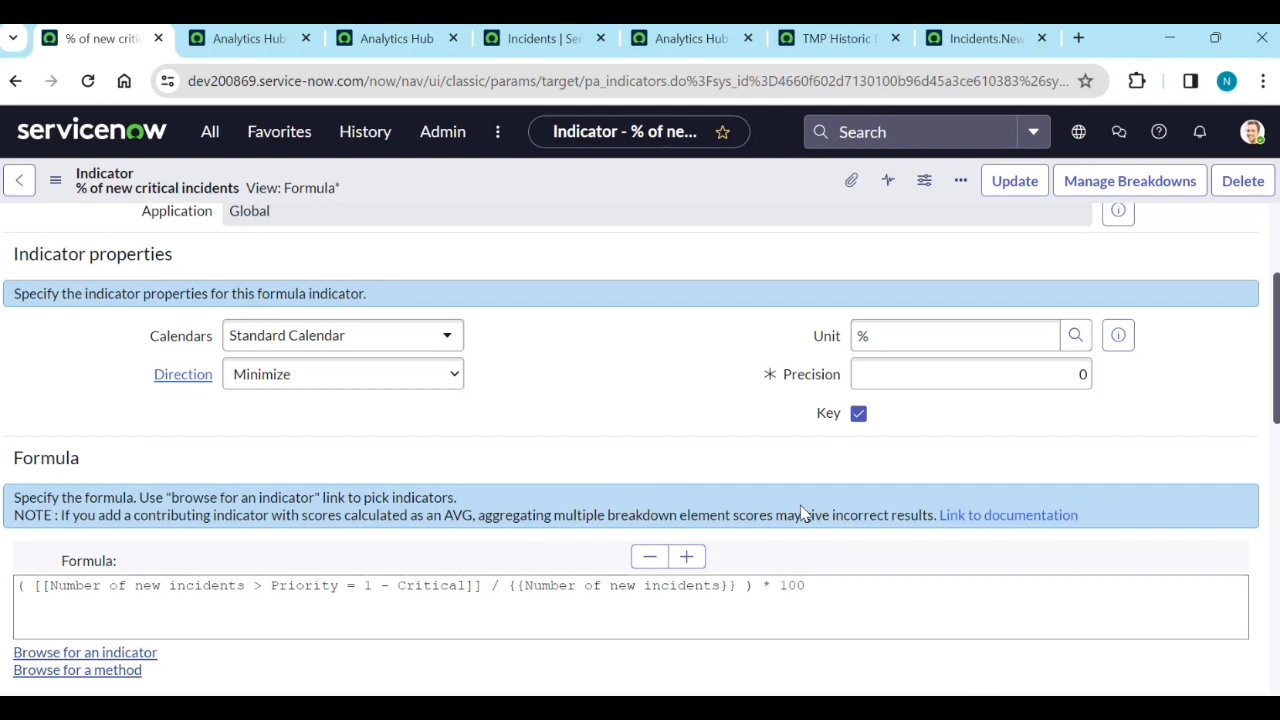 % of new criti
Analytics Hub
Analytics Hub
Incidents | Ser
Analytics Hub
TMP Historic D
Incidents.New
dev200869.service-now.com/now/nav/ui/classic/params/target/pa_indicators.do%3Fsys_id%3D4660f602d7130100b96d45a3ce610383%26sy...
N
servicenow
All
Favorites
History
Admin
Indicator - % of ne...
Search
Indicator
% of new critical incidents View: Formula*
Update
Manage Breakdowns
Delete
Application
Global
Indicator properties
Specify the indicator properties for this formula indicator.
Calendars
Standard Calendar
Unit
%
Direction
Minimize
Precision
0
Key
Formula
Specify the formula. Use "browse for an indicator" link to pick indicators.
NOTE : If you add a contributing indicator with scores calculated as an AVG, aggregating multiple breakdown element scores may give incorrect results. Link to documentation
Formula:
( [[Number of new incidents > Priority = 1 - Critical]] / {{Number of new incidents}} ) * 100
Browse for an indicator
Browse for a method